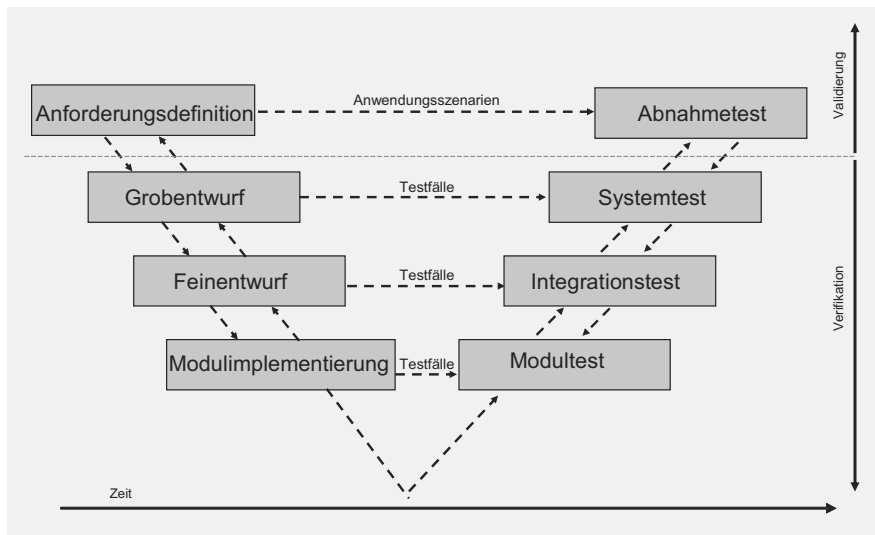 Anforderungsdefinition
Anwendungsszenarien
Abnahmetest
Validierung
Grobentwurf
Testfälle
Systemtest
Feinentwurf
Testfälle
Integrationstest
Verifikation
Modulimplementierung
Testfälle
Modultest
Zeit